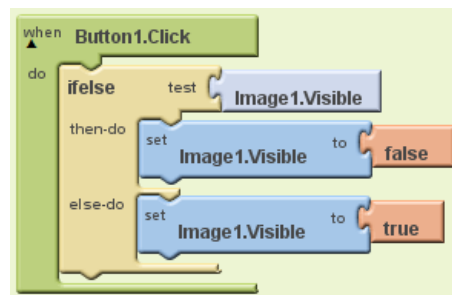 when Button1.Click
do
ifelse test Image1.Visible
then-do set Image1.Visible to false
else-do set Image1.Visible to true